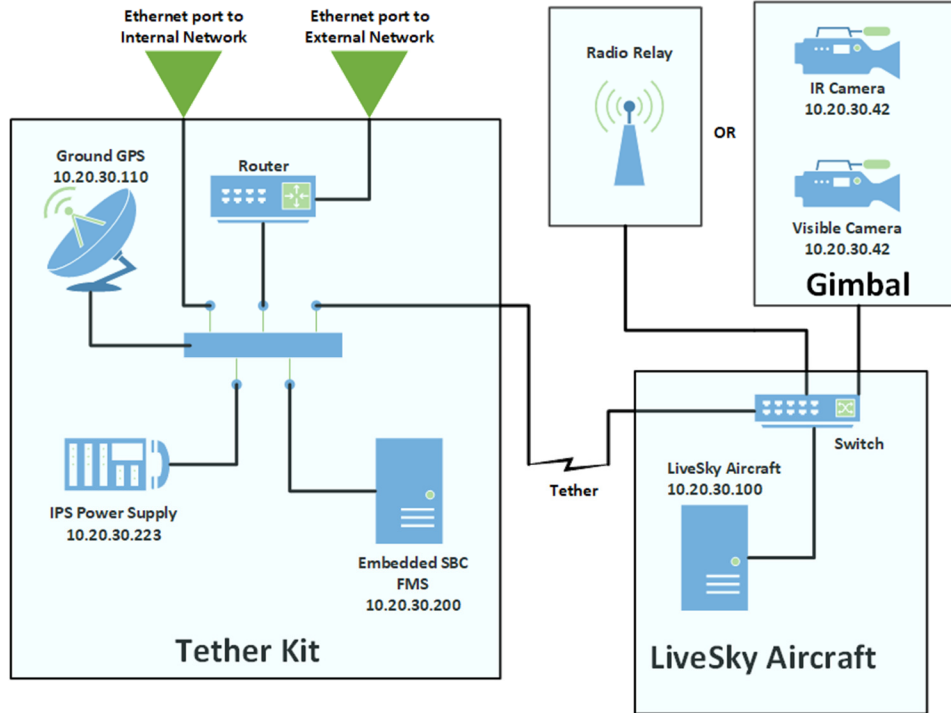 Ethernet port to
Internal Network
Ethernet port to
External Network
Ground GPS
10.20.30.110
Router
IPS Power Supply
10.20.30.223
Embedded SBC
FMS
10.20.30.200
Tether Kit
Tether
Radio Relay
OR
IR Camera
10.20.30.42
Visible Camera
10.20.30.42
Gimbal
Switch
LiveSky Aircraft
10.20.30.100
LiveSky Aircraft